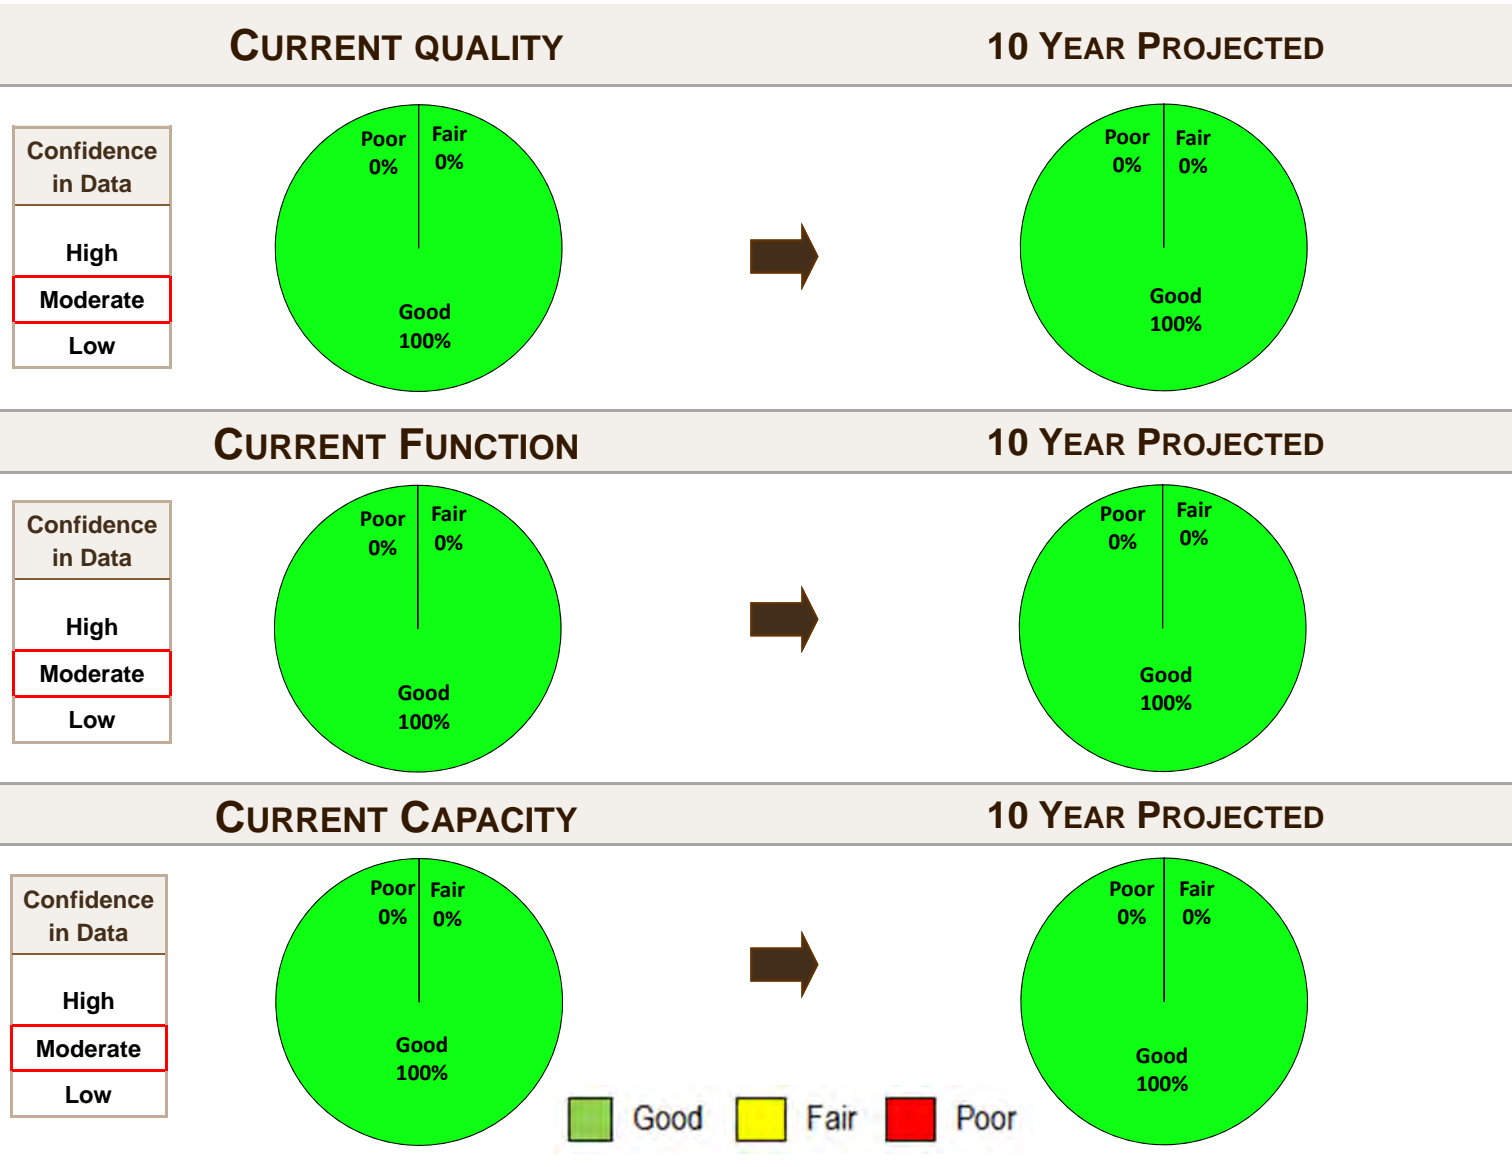 CURRENT QUALITY
10 YEAR PROJECTED
Confidence
in Data
High
Moderate
Low
Poor
0%
Fair
0%
Good
100%
Poor
0%
Fair
0%
Good
100%
CURRENT FUNCTION
10 YEAR PROJECTED
Confidence
in Data
High
Moderate
Low
Poor
0%
Fair
0%
Good
100%
Poor
0%
Fair
0%
Good
100%
CURRENT CAPACITY
10 YEAR PROJECTED
Confidence
in Data
High
Moderate
Low
Poor
0%
Fair
0%
Good
100%
Poor
0%
Fair
0%
Good
100%
Good Fair Poor